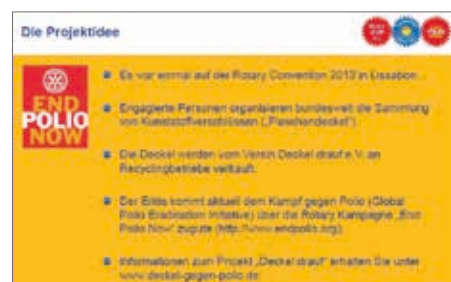 Die Projektidee
END
POLIO
NOW
Es war einmal auf der Rotary Convention 2013 in Lissabon...
Engagierte Personen organisieren bundesweit die Sammlung
von Kunststoffverschlüssen („Flaschendeckel“).
Die Deckel werden vom Verein Deckel drauf e.V. an
Recyclingbetriebe verkauft.
Der Erlös kommt aktuell dem Kampf gegen Polio (Global
Polio Eradication Initiative) über die Rotary Kampagne „End
Polio Now“ zugute (http://www.endpolio.org).
Informationen zum Projekt „Deckel drauf“ erhalten Sie unter
www.deckel-gegen-polio.de